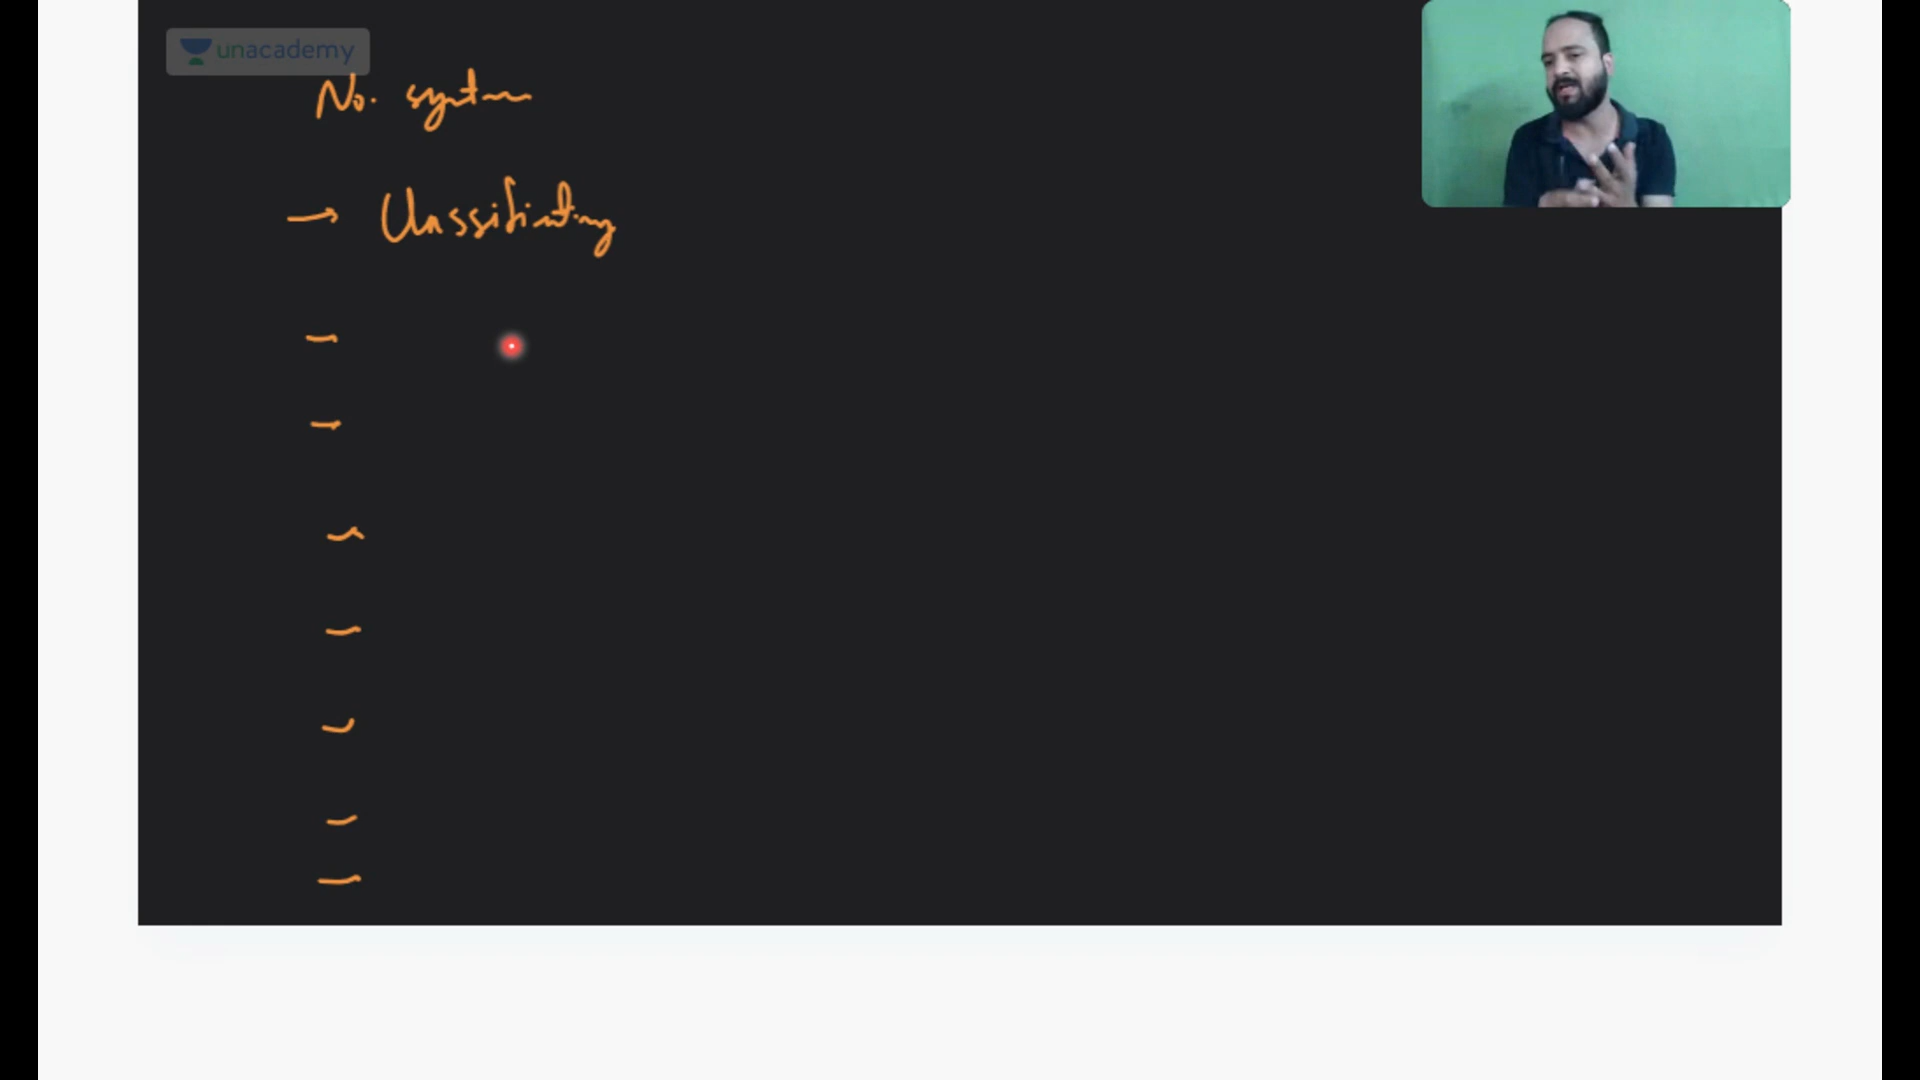 unacademy
No. system
→ Classification